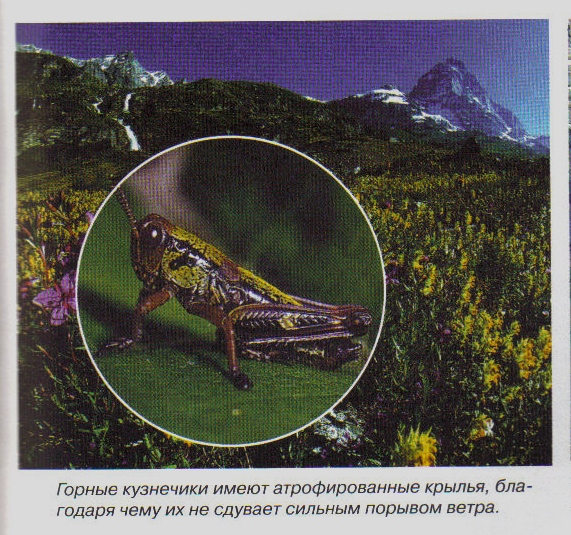 Горные кузнечики имеют атрофированные крылья, бла-
годаря чему их не сдувает сильным порывом ветра.